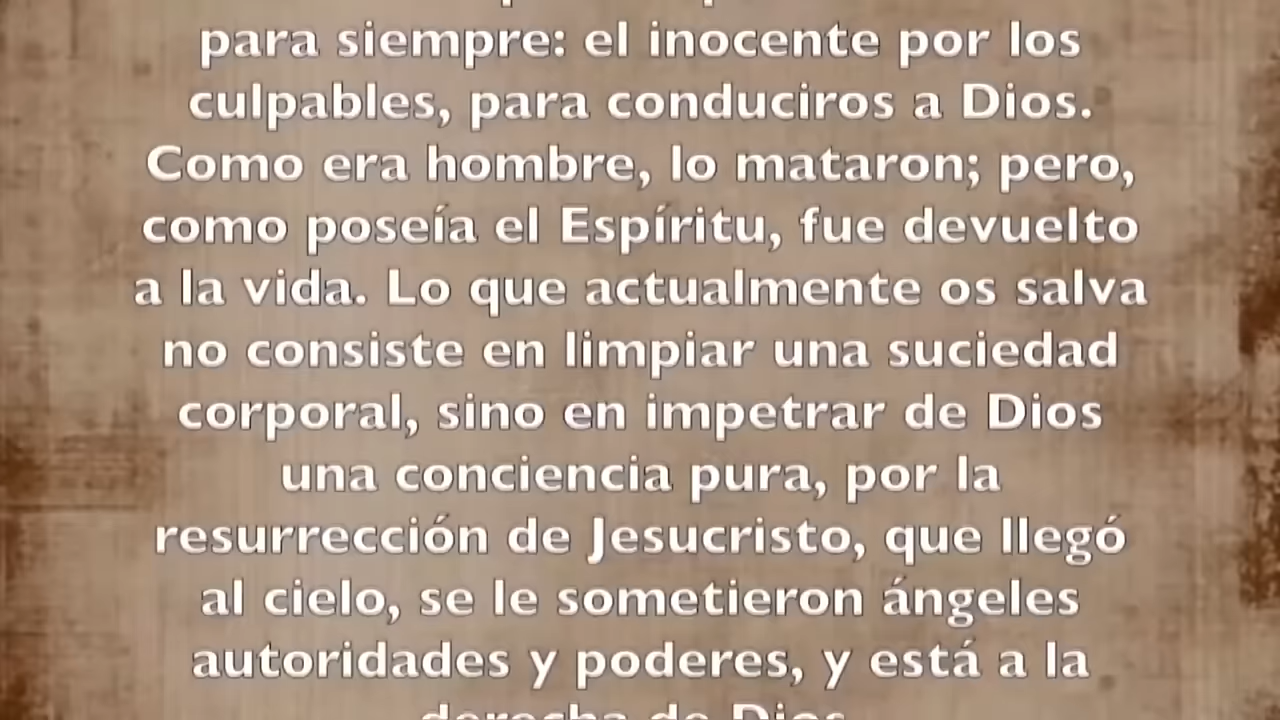 para siempre: el inocente por los
culpables, para conduciros a Dios.
Como era hombre, lo mataron; pero,
como poseía el Espíritu, fue devuelto
a la vida. Lo que actualmente os salva
no consiste en limpiar una suciedad
corporal, sino en impetrar de Dios
una conciencia pura, por la
resurrección de Jesucristo, que llegó
al cielo, se le sometieron ángeles
autoridades y poderes, y está a la
derecha de Dios.